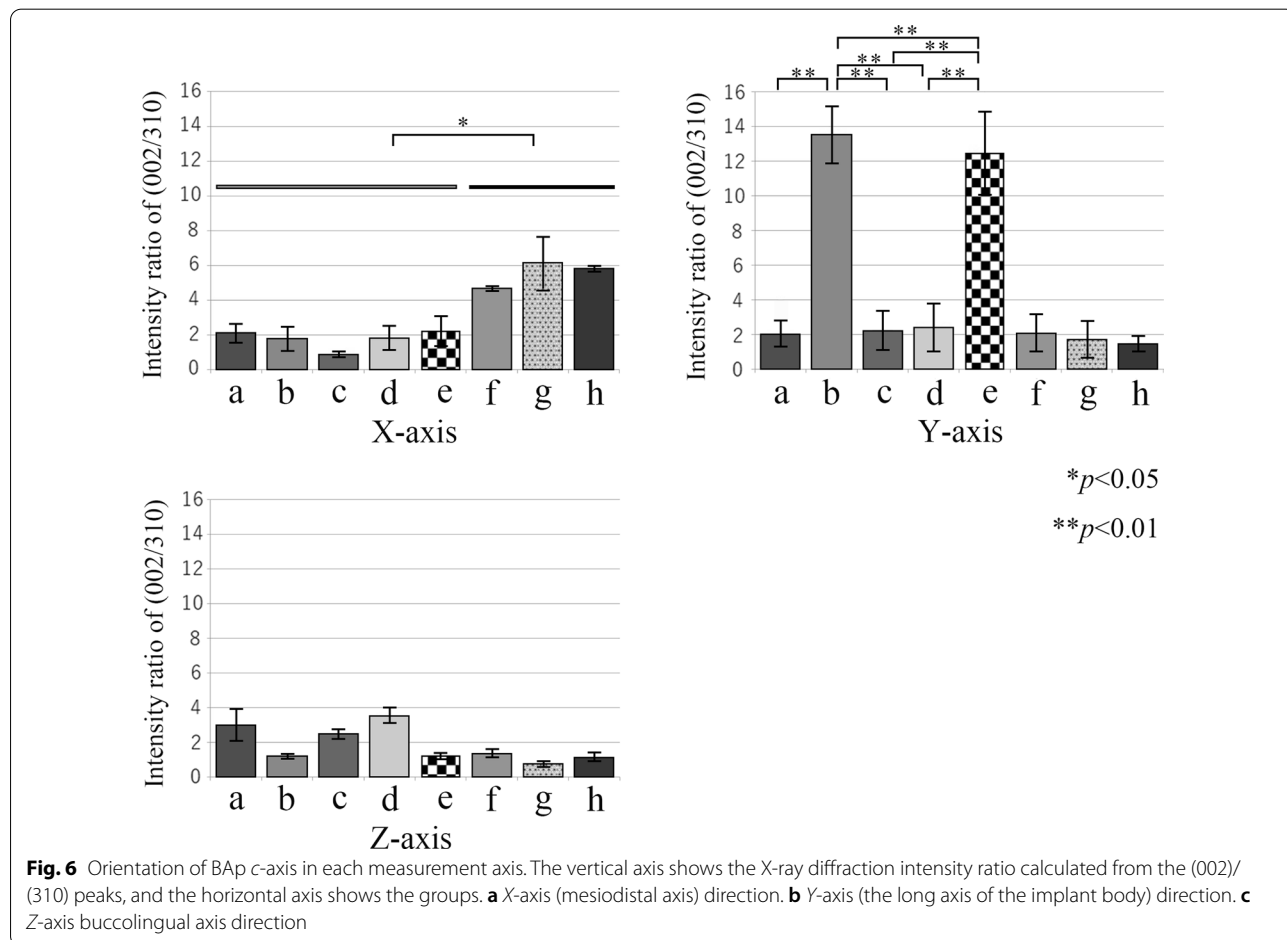 *
Intensity ratio of (002/310)
16
14
12
10
8
6
4
2
0
a b c d e f g h
X-axis
**
**
** **
** ** **
Intensity ratio of (002/310)
16
14
12
10
8
6
4
2
0
a b c d e f g h
Y-axis
*p<0.05
**p<0.01
Intensity ratio of (002/310)
16
14
12
10
8
6
4
2
0
a b c d e f g h
Z-axis
Fig. 6 Orientation of BAp c-axis in each measurement axis. The vertical axis shows the X-ray diffraction intensity ratio calculated from the (002)/
(310) peaks, and the horizontal axis shows the groups. a X-axis (mesiodistal axis) direction. b Y-axis (the long axis of the implant body) direction. c
Z-axis buccolingual axis direction